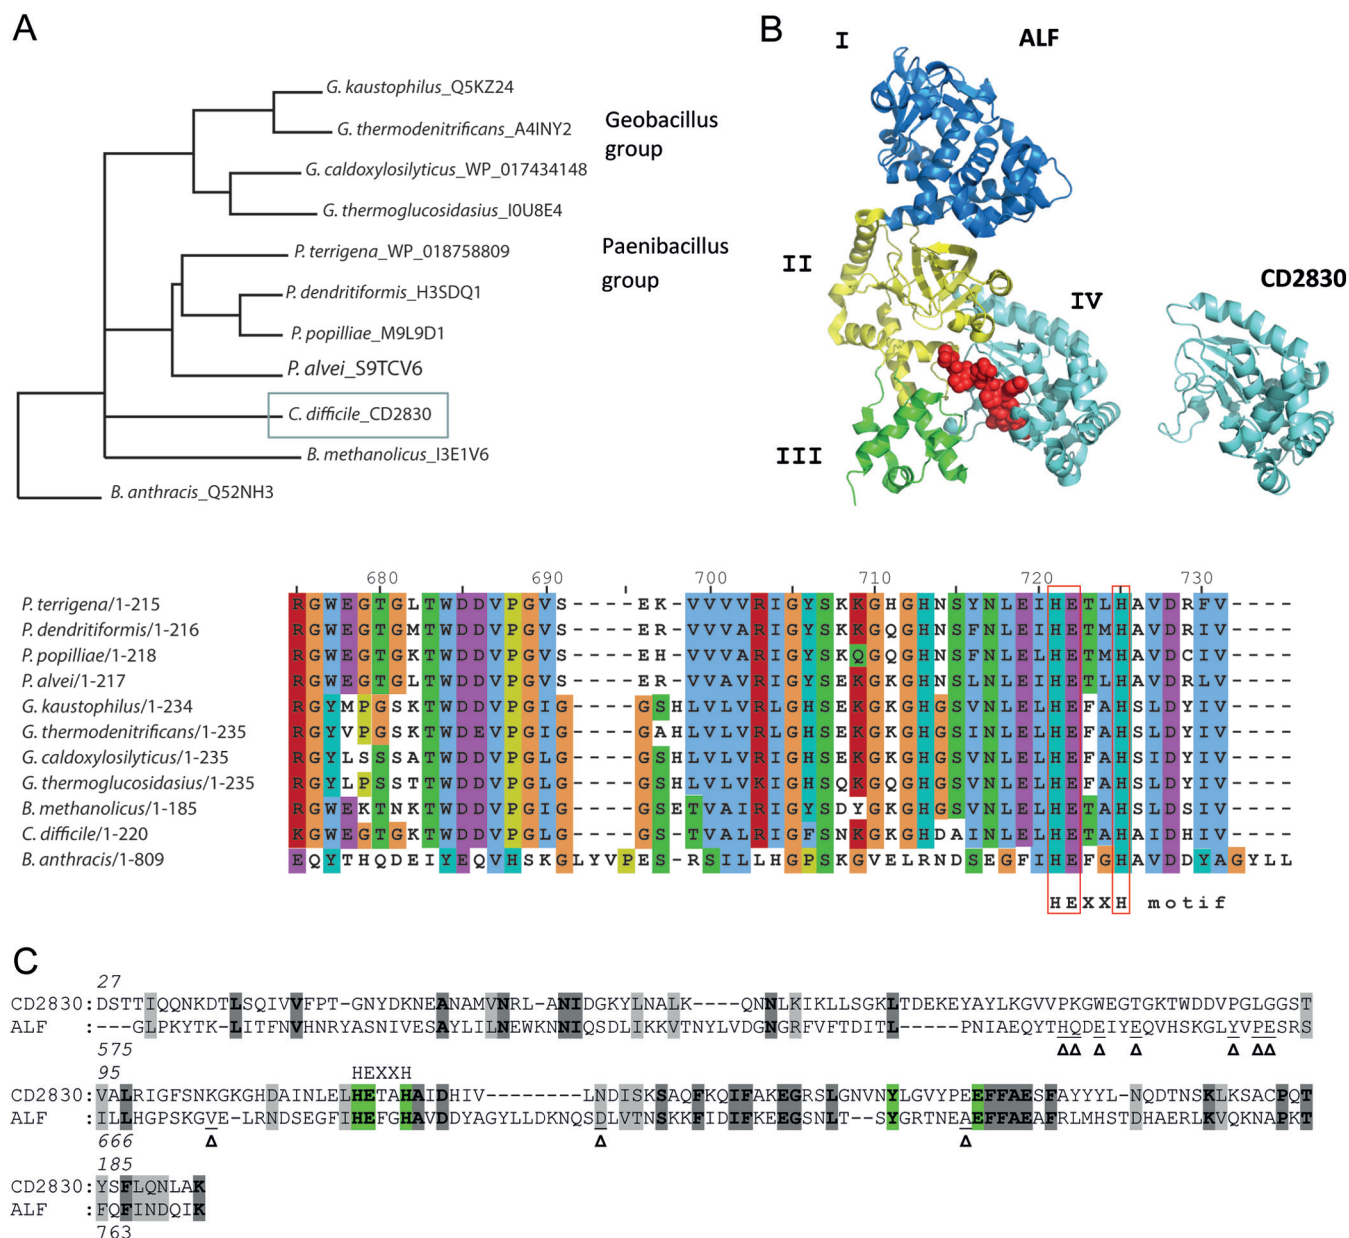 A
G. kaustophilus_Q5KZ24
G. thermodenitrificans_A4INY2
Geobacillus
group
G. caldoxylosilyticus_WP_017434148
G. thermoglucosidasius_I0U8E4
P. terrigena_WP_018758809
Paenibacillus
group
P. dendritiformis_H3SDQ1
P. popilliae_M9L9D1
P. alvei_S9TCV6
C. difficile_CD2830
B. methanolicus_I3E1V6
B. anthracis_Q52NH3
B
I
ALF
II
IV
CD2830
III
680 690 700 710 720 730
P. terrigena/1-215 RGWEGTGLTWDDVPGVS----EK-VVVVRIGYSKKGHGHNSYNLEIHETLHAVDRFV----
P. dendritiformis/1-216 RGWEGTGMTWDDVPGVS----ER-VVVARIGYSKKGQGHNSFNLEIHETMHAVDRIV----
P. popilliae/1-218 RGWEGTGKTWDDVPGVS----EH-VVVARIGYSKQGQGHNSFNLELHETMHAVDCIV----
P. alvei/1-217 RGWEGTGLTWDDVPGVS----ER-VVVARIGYSEKGKGHNSLNLEIHETLHAVDRLV----
G. kaustophilus/1-234 RGYMPGSKTWDDVPGIG----GSHLVLVRLGHSEKGKGHGSVNLELHEFAHSVDYIV----
G. thermodenitrificans/1-235 RGYVPGSKTWDEVPGIG----GAHLVLVRLGHSEKGKGHGSVNLELHEFAHSVDYIV----
G. caldoxylosilyticus/1-235 RGYLSSSATWDDVPGLG----GSHLVLVRIGHSEKGKGHGSVNLELHEFAHSIDYIV----
G. thermoglucosidasius/1-235 RGYLPSSTTWDDVPGLG----GSHLVLVKIGHSQKGQGHGSVNLELHEFAHSIDYIV----
B. methanolicus/1-185 RGWEKTNKTWDDVPGIG----GSETVAIRIGYSDYGKGHGSVNLELHETAHSLDSIV----
C. difficile/1-220 KGWEGTGKTWDDVPGLG----GS-TVALRIGFSNKGKGHDAINLELHETAHAIDHIV----
B. anthracis/1-809 EQYTHQDEIYEQVHSKGLYVPES-RSILLHGPSKGVELRNDSEGFIHEFGHAVDDYAGYLL
HEXXH motif
C
27
CD2830:DSTTIQQNKDTLSQIVVFPT-GNYDKNEANAMVNRL-ANIDGKYLNALK----QNNLKIKLLSGKLTDEKEYAYLKGVVPKGWEGTGKTWDDVPGLGGST
ALF :---GLPKYTK-LITFNVHNRYASNIVESAYLILNEWKNNIQSDLIKKVTNYLVDGNGRFVFTDITL-----PNIAEQYTHQDEIYEQVHSKGLYVPESRS
Δ Δ Δ Δ Δ Δ Δ
575
95 HEXXH
CD2830:VALRIGFSNKGKGHDAINLELHETAHAIDHIV---------LNDISKSAQFKQIFAKEGRSLGNVNYLGVYPEEFFAESFAYYYL-NQDTNSKLKSACPQT
ALF :ILLHGPSKGVE-LRNDSEGFIHEFGHAVDDYAGYLLDKNQSDLVTNSKKFIDIFKEEGSNLT--SYGRTNEAEFFAEAFRLMHSTDHAERLKVQKNAPKT
Δ Δ Δ
666
185
CD2830:YSFLQNLAK
ALF :FQFINDQIK
763